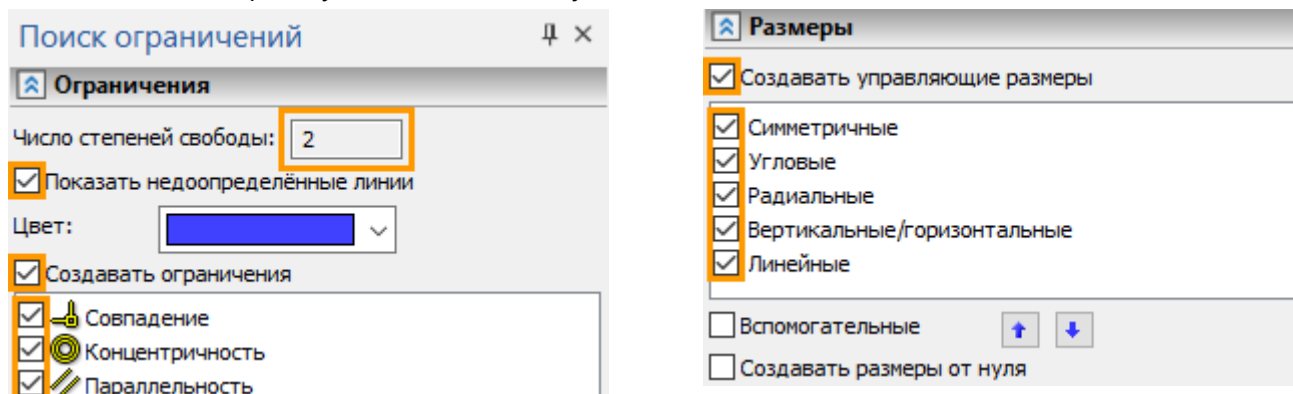 Поиск ограничений
Ограничения
Число степеней свободы: 2
Показать недоопределённые линии
Цвет:
Создавать ограничения
Совпадение
Концентричность
Параллельность
Размеры
Создавать управляющие размеры
Симметричные
Угловые
Радиальные
Вертикальные/горизонтальные
Линейные
Вспомогательные
Создавать размеры от нуля